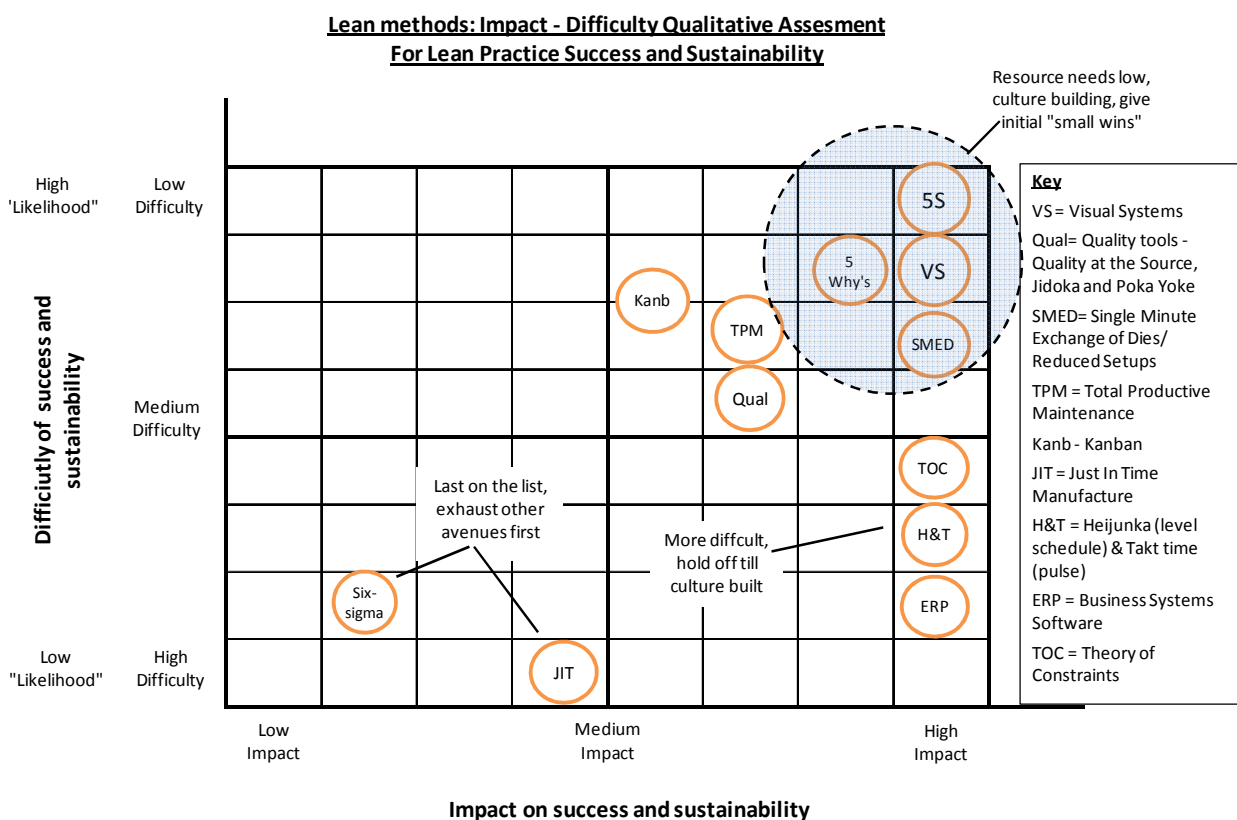 Lean methods: Impact - Difficulty Qualitative Assesment
For Lean Practice Success and Sustainability
Resource needs low,
culture building, give
initial "small wins"
High
'Likelihood"
Low
Difficulty
Medium
Difficulty
Low
"Likelihood"
High
Difficulty
Difficiutly of success and
sustainability
5S
5
Why's
VS
Kanb
TPM
SMED
Qual
TOC
H&T
ERP
Six-
sigma
JIT
Last on the list,
exhaust other
avenues first
More diffcult,
hold off till
culture built
Key
VS= Visual Systems
Qual= Quality tools -
Quality at the Source,
Jidoka and Poka Yoke
SMED= Single Minute
Exchange of Dies/
Reduced Setups
TPM = Total Productive
Maintenance
Kanb - Kanban
JIT = Just In Time
Manufacture
H&T = Heijunka (level
schedule) & Takt time
(pulse)
ERP = Business Systems
Software
TOC = Theory of
Constraints
Low
Impact
Medium
Impact
High
Impact
Impact on success and sustainability